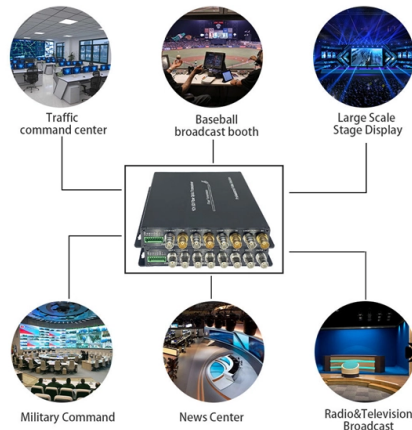 Traffic
command center
Baseball
broadcast booth
Large Scale
Stage Display
Military Command
News Center
Radio&Television
Broadcast